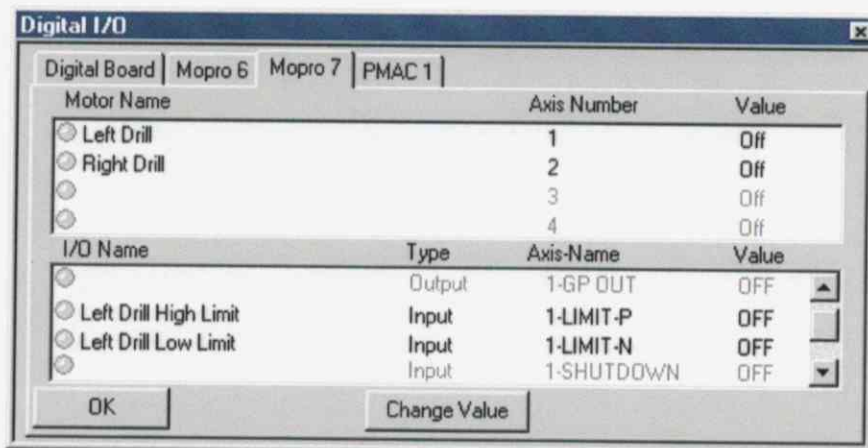 Digital I/O
Digital Board Mopro 6 Mopro 7 PMAC 1
Motor Name Axis Number Value
Left Drill 1 Off
Right Drill 2 Off
3 Off
4 Off
I/O Name Type Axis-Name Value
Output 1-GP OUT OFF
Left Drill High Limit Input 1-LIMIT-P OFF
Left Drill Low Limit Input 1-LIMIT-N OFF
Input 1-SHUTDOWN OFF
OK Change Value